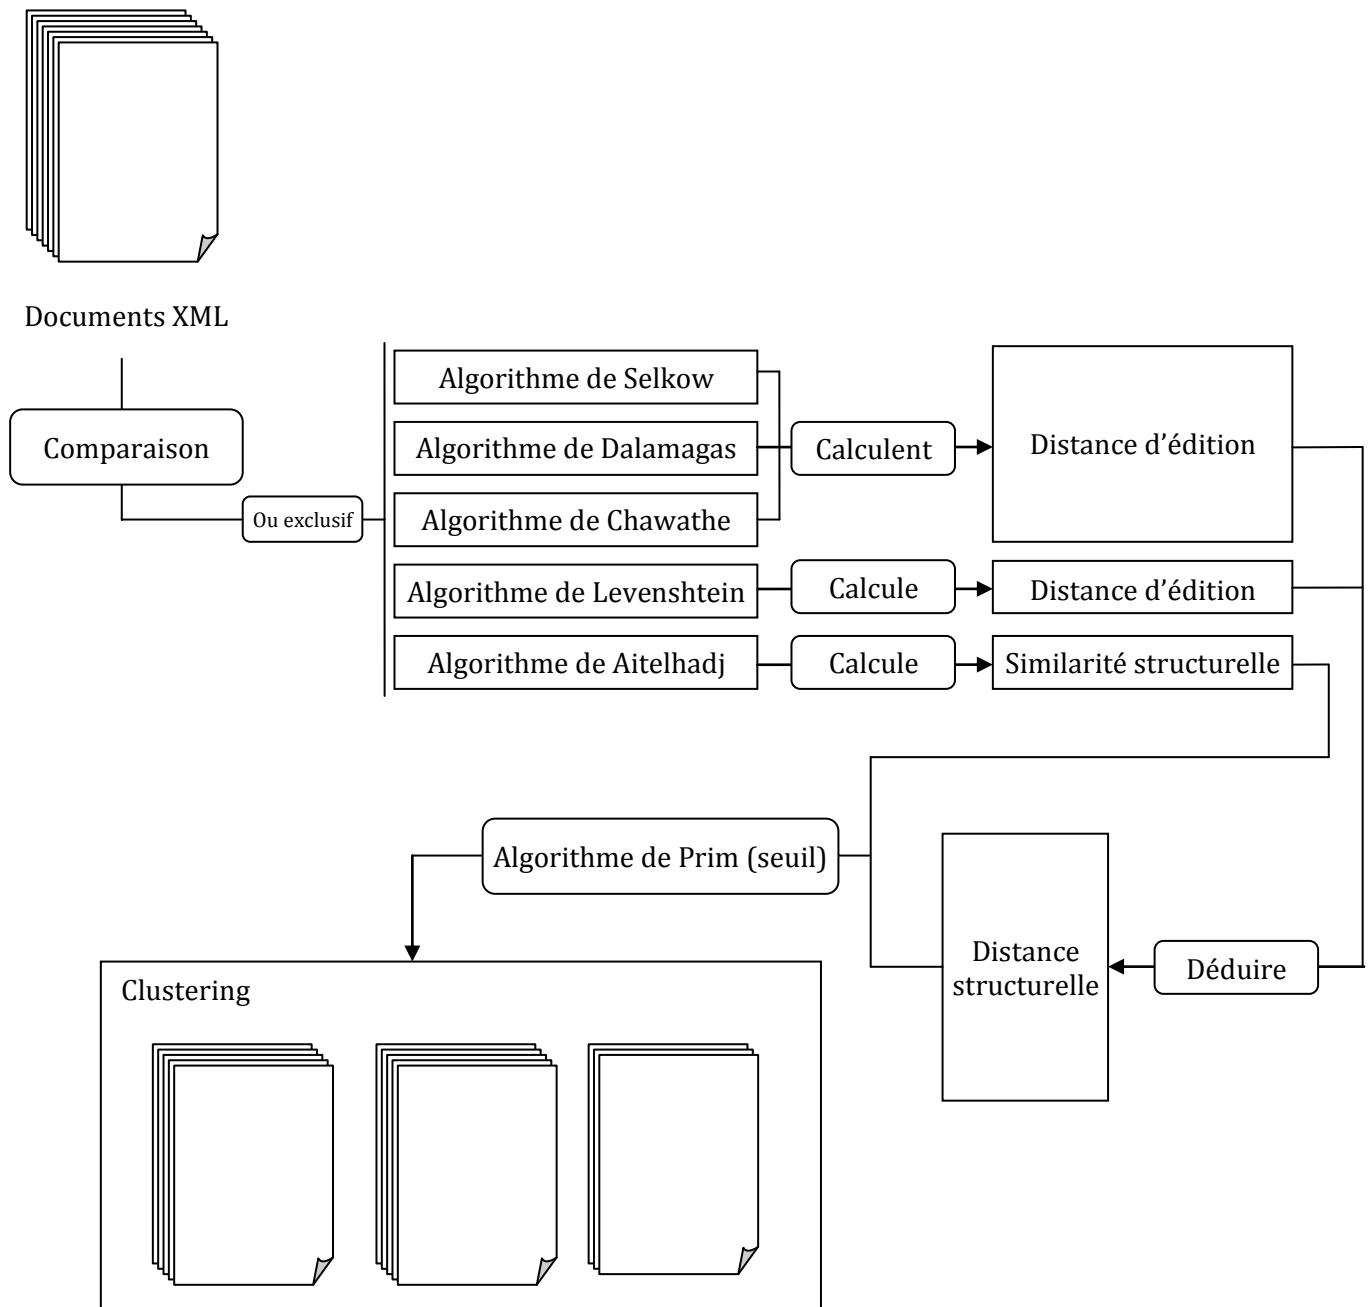 Documents XML
Comparaison
Ou exclusif
Algorithme de Selkow
Algorithme de Dalamagas
Algorithme de Chawathe
Algorithme de Levenshtein
Algorithme de Aitelhadj
Calculent
Calcule
Calcule
Distance d’édition
Distance d’édition
Similarité structurelle
Algorithme de Prim (seuil)
Distance
structurelle
Déduire
Clustering